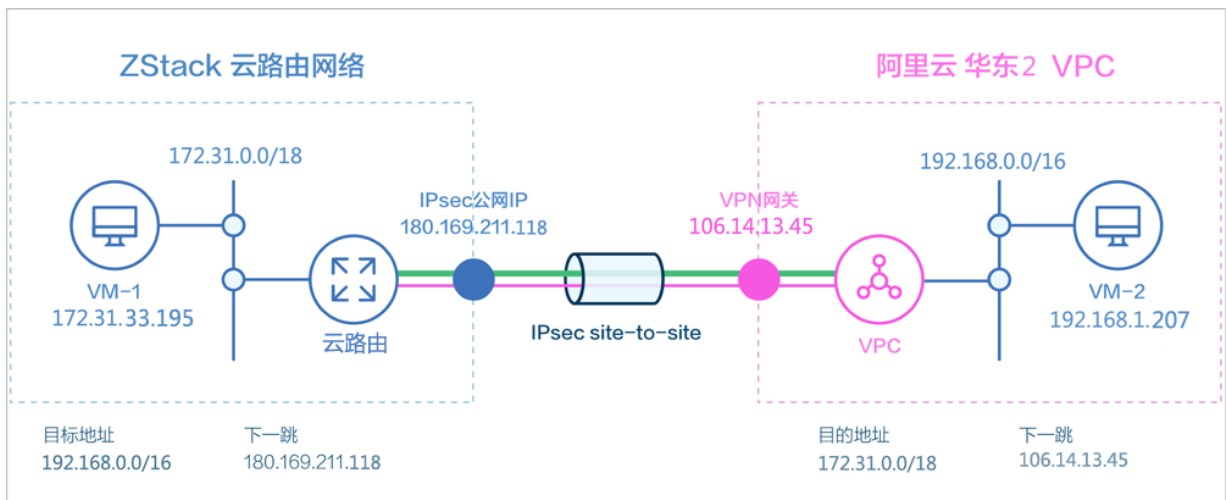 ZStack 云路由网络
阿里云 华东2 VPC
172.31.0.0/18
192.168.0.0/16
IPsec公网IP
180.169.211.118
VPN网关
106.14.13.45
VM-1
172.31.33.195
云路由
IPsec site-to-site
VPC
VM-2
192.168.1.207
目标地址
下一跳
192.168.0.0/16
180.169.211.118
目的地址
下一跳
172.31.0.0/18
106.14.13.45